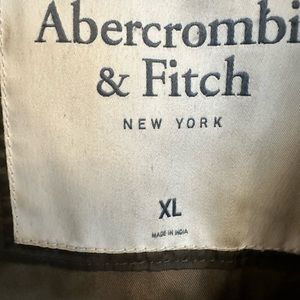 Abercrombi
& Fitch
NEW YORK
XL
MADE IN INDIA